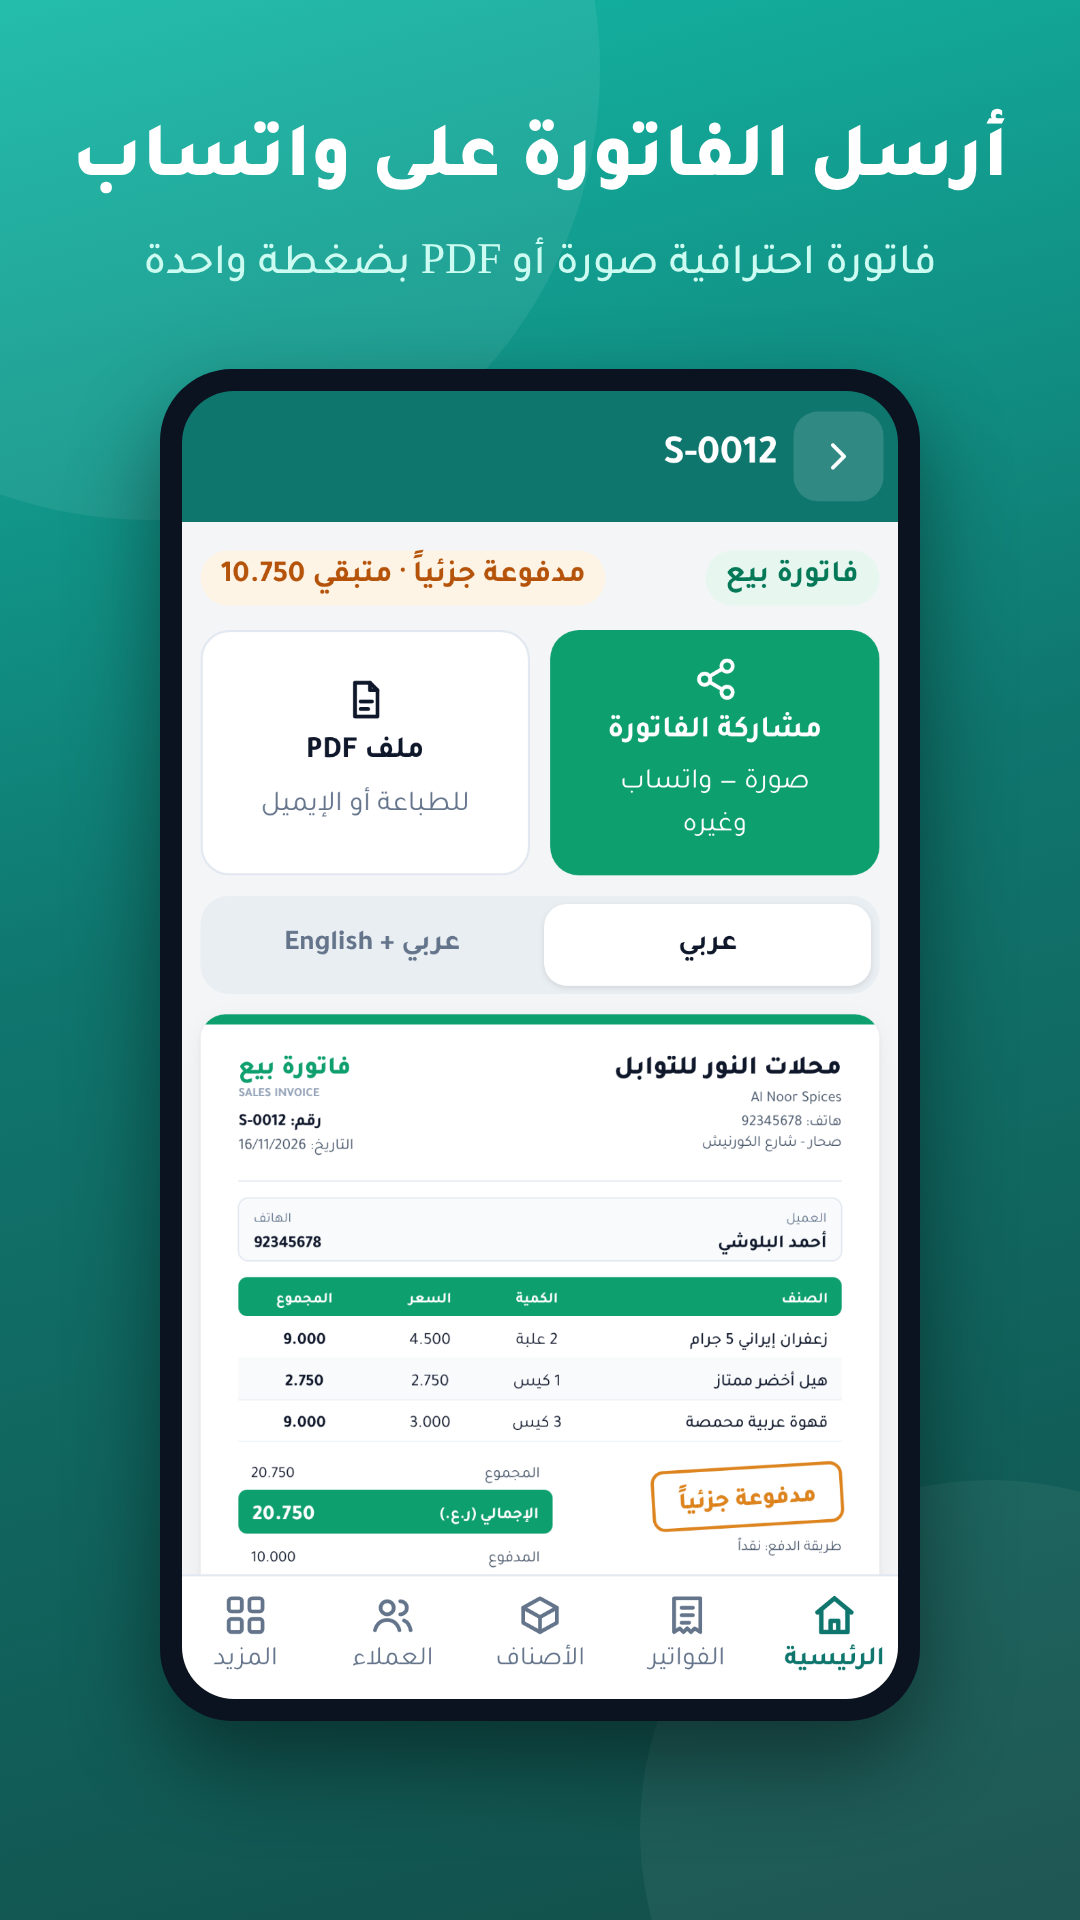 أرسل الفاتورة على واتساب
فاتورة احترافية صورة أو PDF بضغطة واحدة
S-0012
فاتورة بيع
مدفوعة جزئياً · متبقي 10.750
مشاركة الفاتورة
صورة – واتساب
وغيره
ملف PDF
للطباعة أو الإيميل
عربي
عربي + English
محلات النور للتوابل
Al Noor Spices
هاتف: 92345678
صحار - شارع الكورنيش
فاتورة بيع
SALES INVOICE
رقم: S-0012
التاريخ: 16/11/2026
العميل
أحمد البلوشي
الهاتف
92345678
الصنف الكمية السعر المجموع
زعفران إيراني 5 جرام 2 علبة 4.500 9.000
هيل أخضر ممتاز 1 كيس 2.750 2.750
قهوة عربية محمصة 3 كيس 3.000 9.000
مدفوعة جزئياً
طريقة الدفع: نقداً
المجموع 20.750
الإجمالي (ر.ع.) 20.750
المدفوع 10.000
الرئيسية
الفواتير
الأصناف
العملاء
المزيد